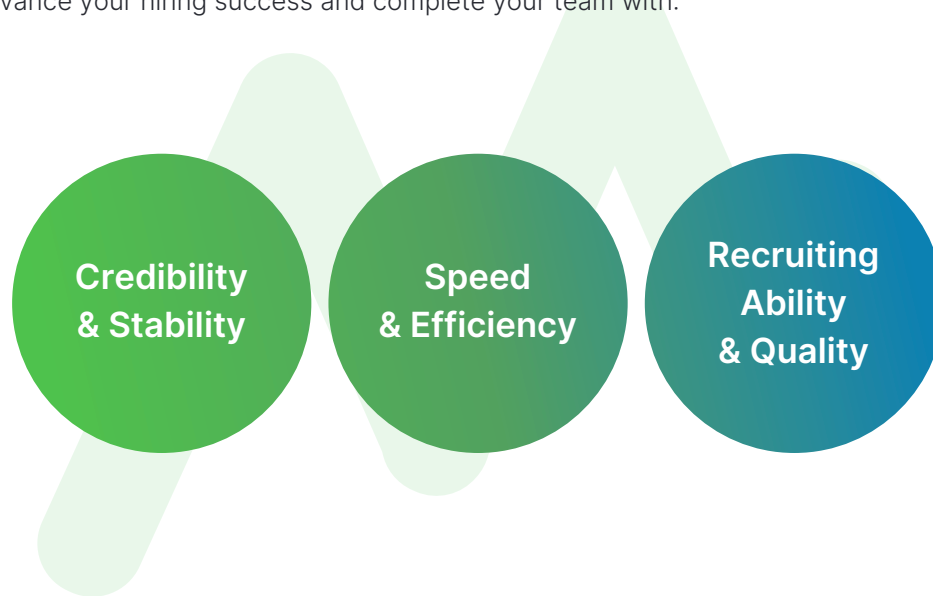 vance your hiring success and complete your team with:
Credibility
& Stability
Speed
& Efficiency
Recruiting
Ability
& Quality